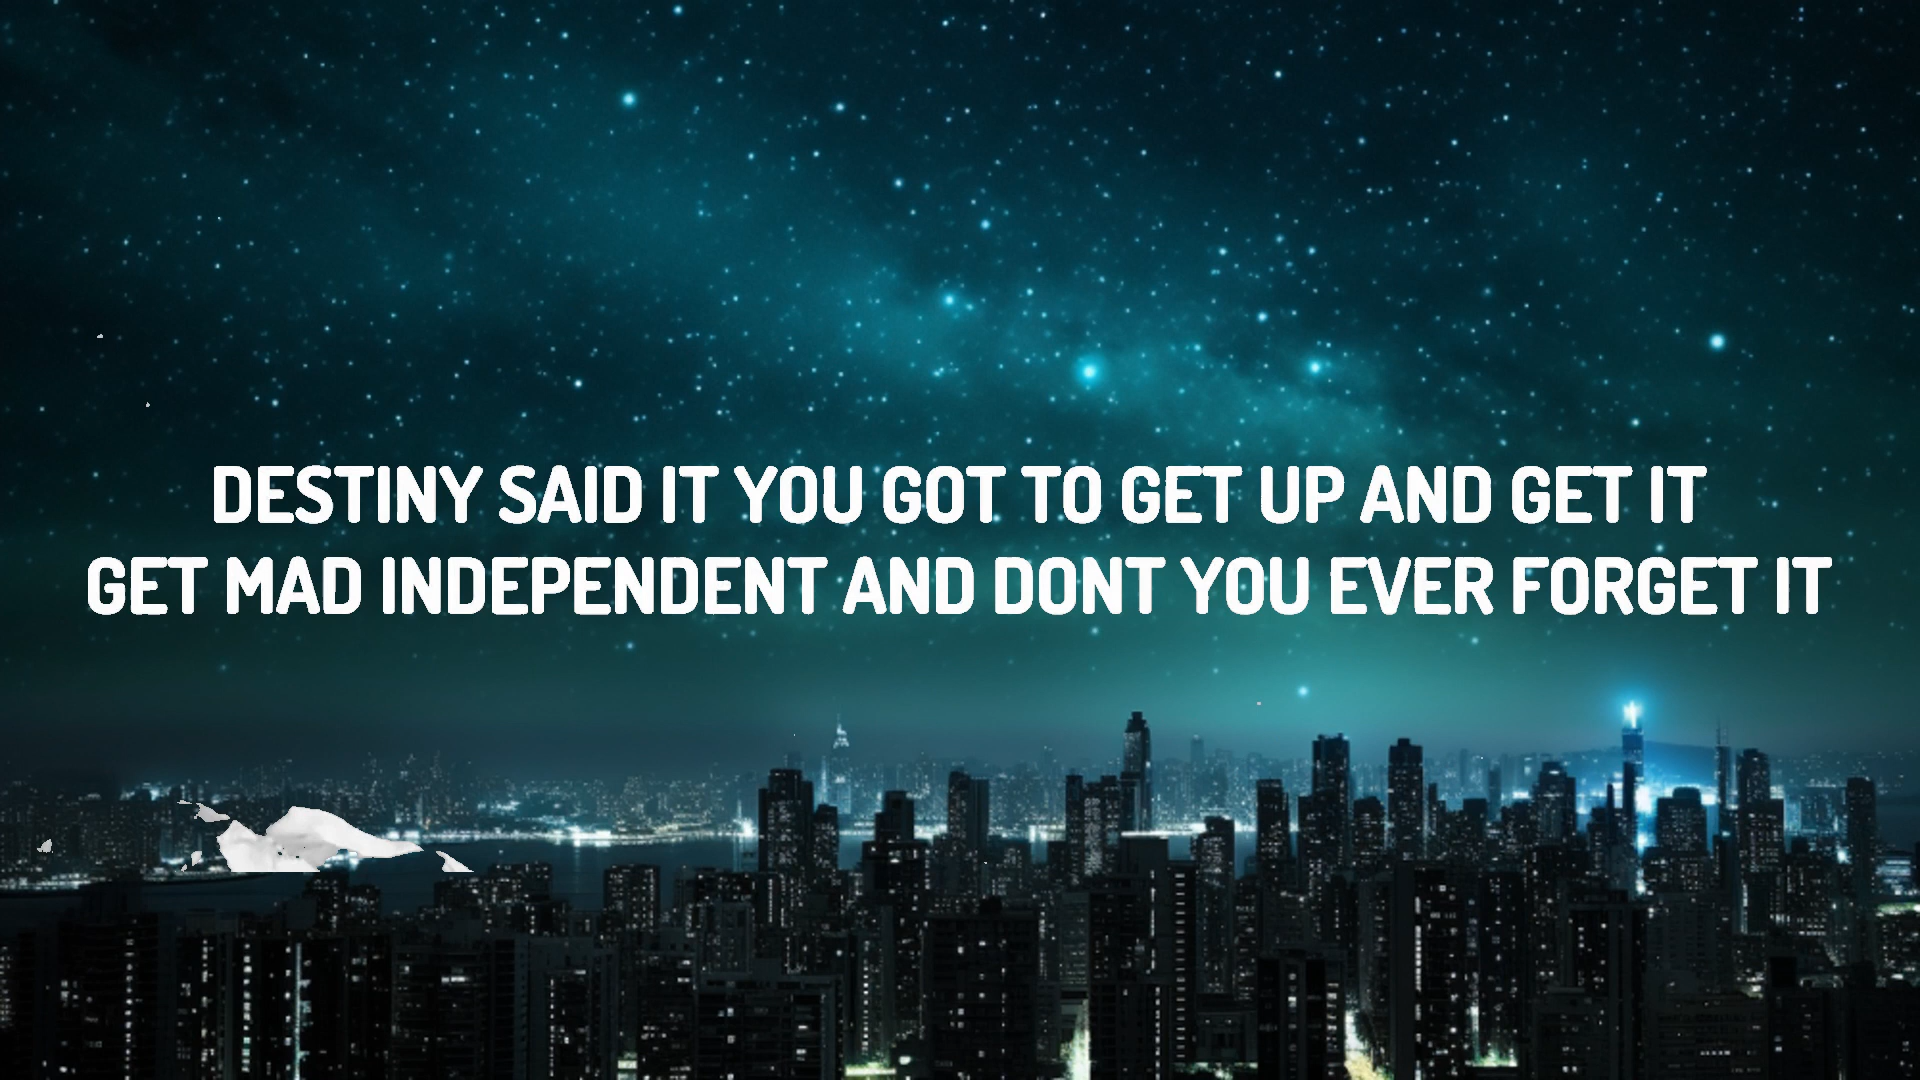 DESTINY SAID IT YOU GOT TO GET UP AND GET IT
GET MAD INDEPENDENT AND DONT YOU EVER FORGET IT